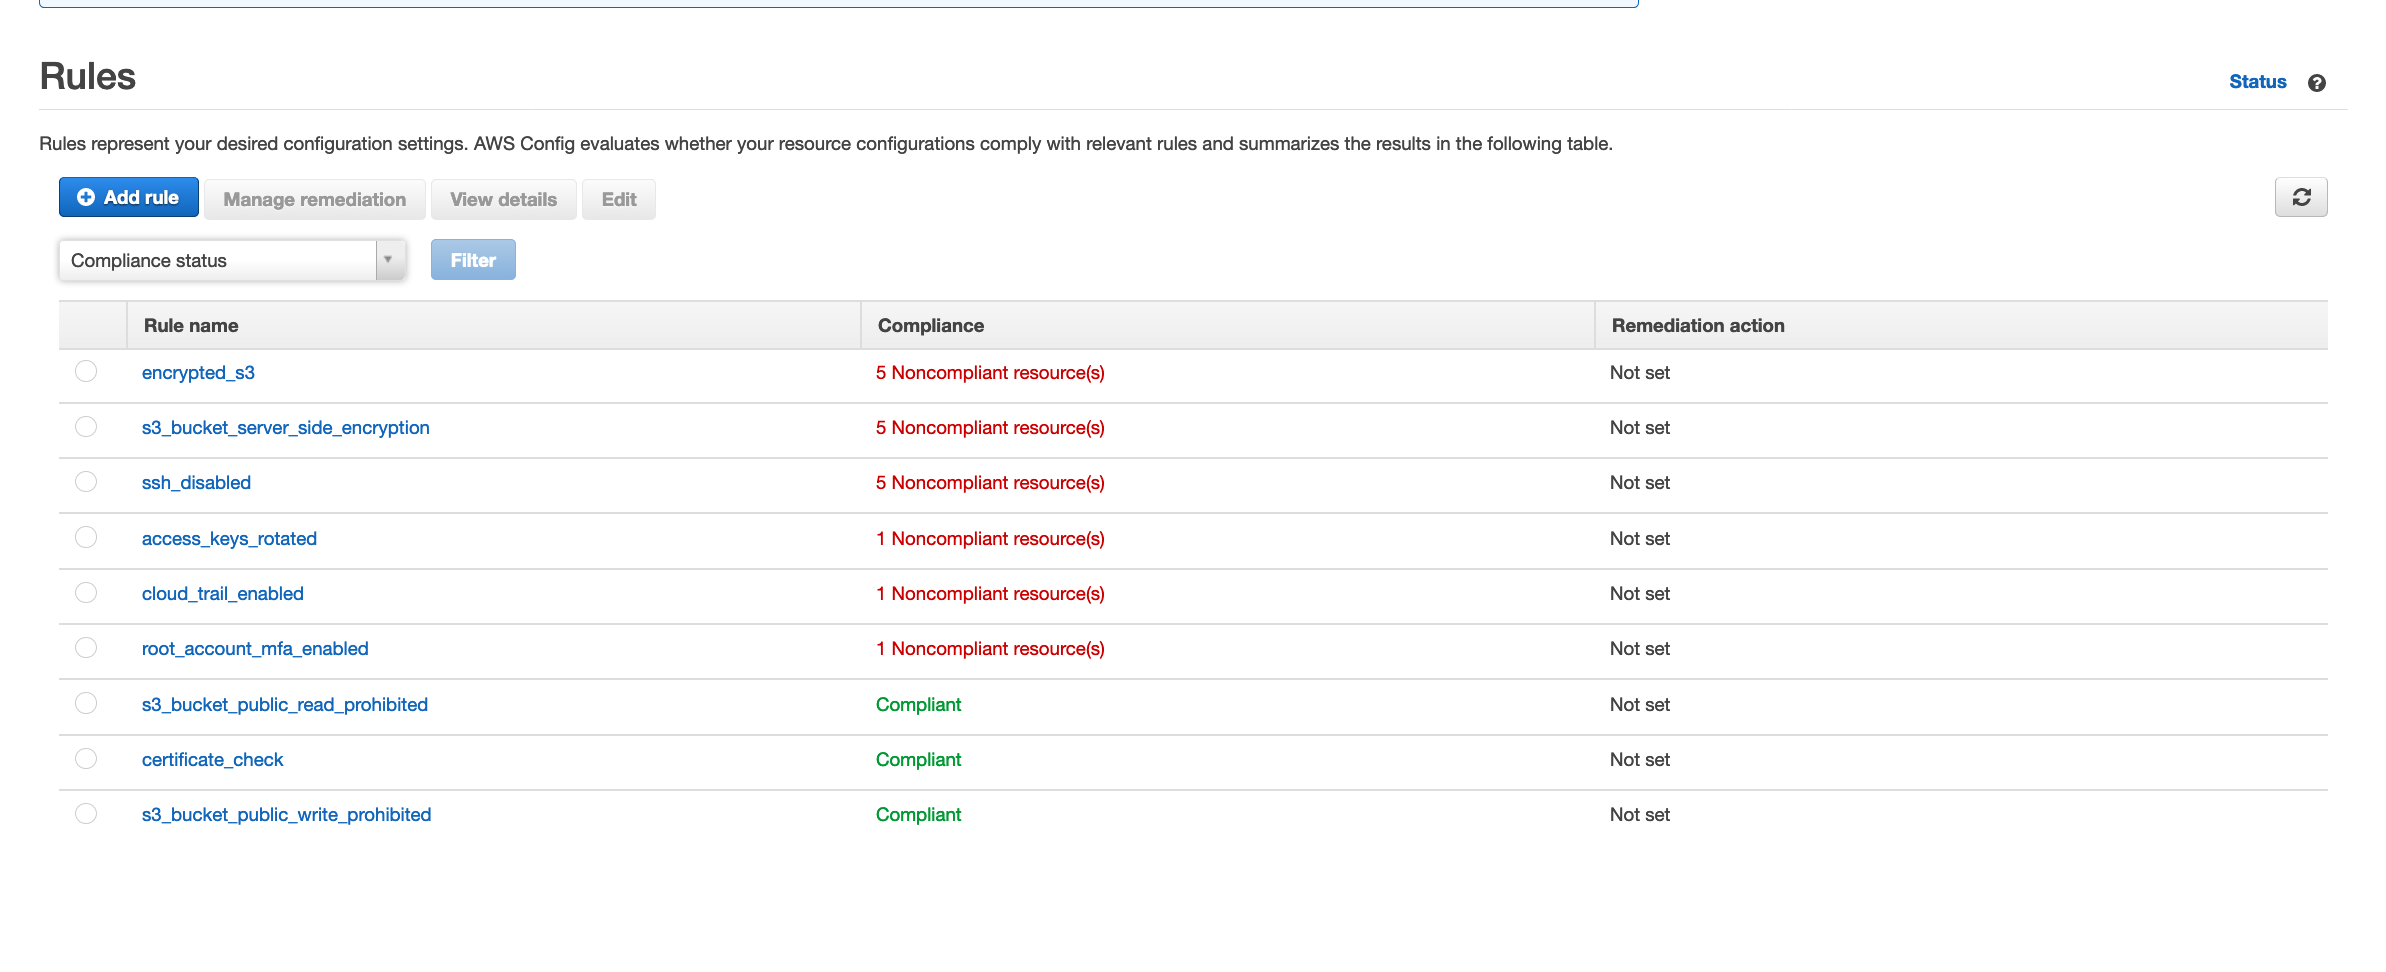 Rules
Status
Rules represent your desired configuration settings. AWS Config evaluates whether your resource configurations comply with relevant rules and summarizes the results in the following table.
Add rule Manage remediation View details Edit
Compliance status Filter
Rule name Compliance Remediation action
encrypted_s3 5 Noncompliant resource(s) Not set
s3_bucket_server_side_encryption 5 Noncompliant resource(s) Not set
ssh_disabled 5 Noncompliant resource(s) Not set
access_keys_rotated 1 Noncompliant resource(s) Not set
cloud_trail_enabled 1 Noncompliant resource(s) Not set
root_account_mfa_enabled 1 Noncompliant resource(s) Not set
s3_bucket_public_read_prohibited Compliant Not set
certificate_check Compliant Not set
s3_bucket_public_write_prohibited Compliant Not set